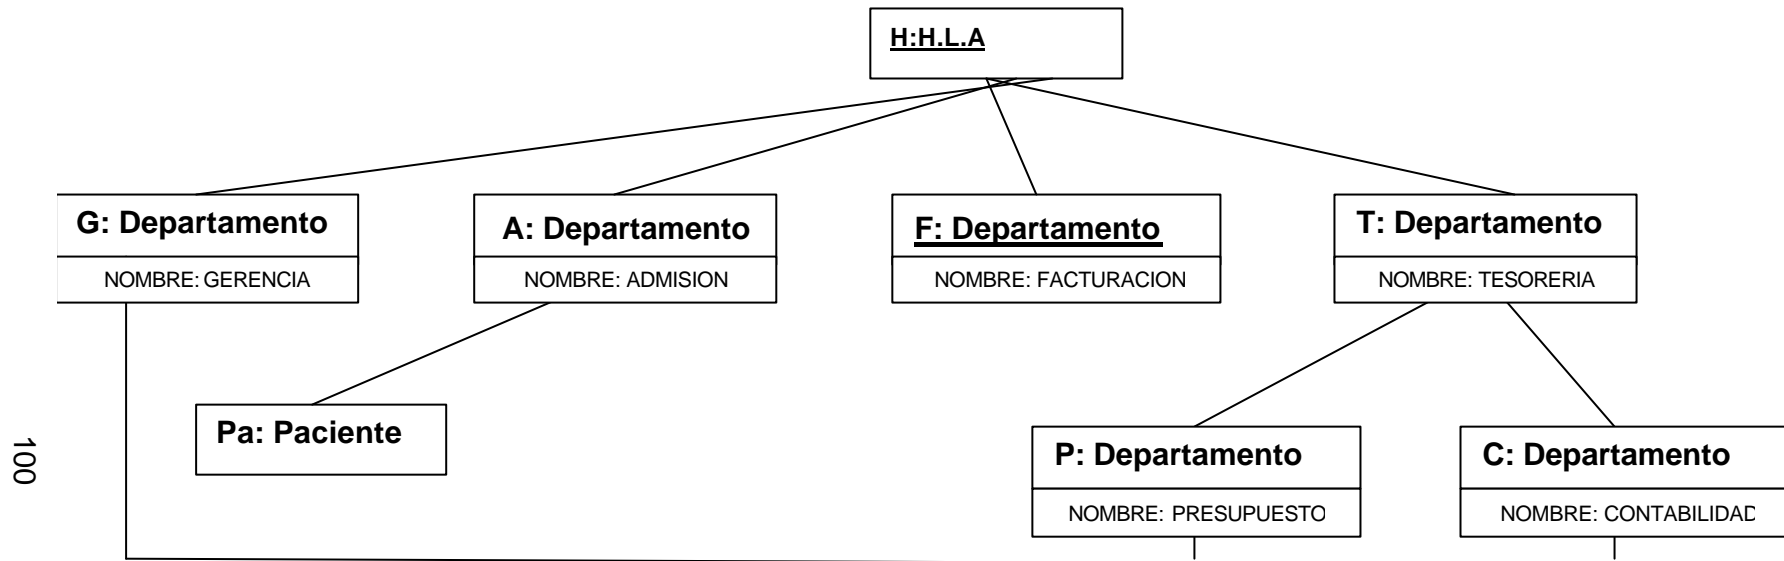 H:H.L.A
G: Departamento
NOMBRE: GERENCIA
A: Departamento
NOMBRE: ADMISION
F: Departamento
NOMBRE: FACTURACION
T: Departamento
NOMBRE: TESORERIA
Pa: Paciente
P: Departamento
NOMBRE: PRESUPUESTO
C: Departamento
NOMBRE: CONTABILIDAD
100